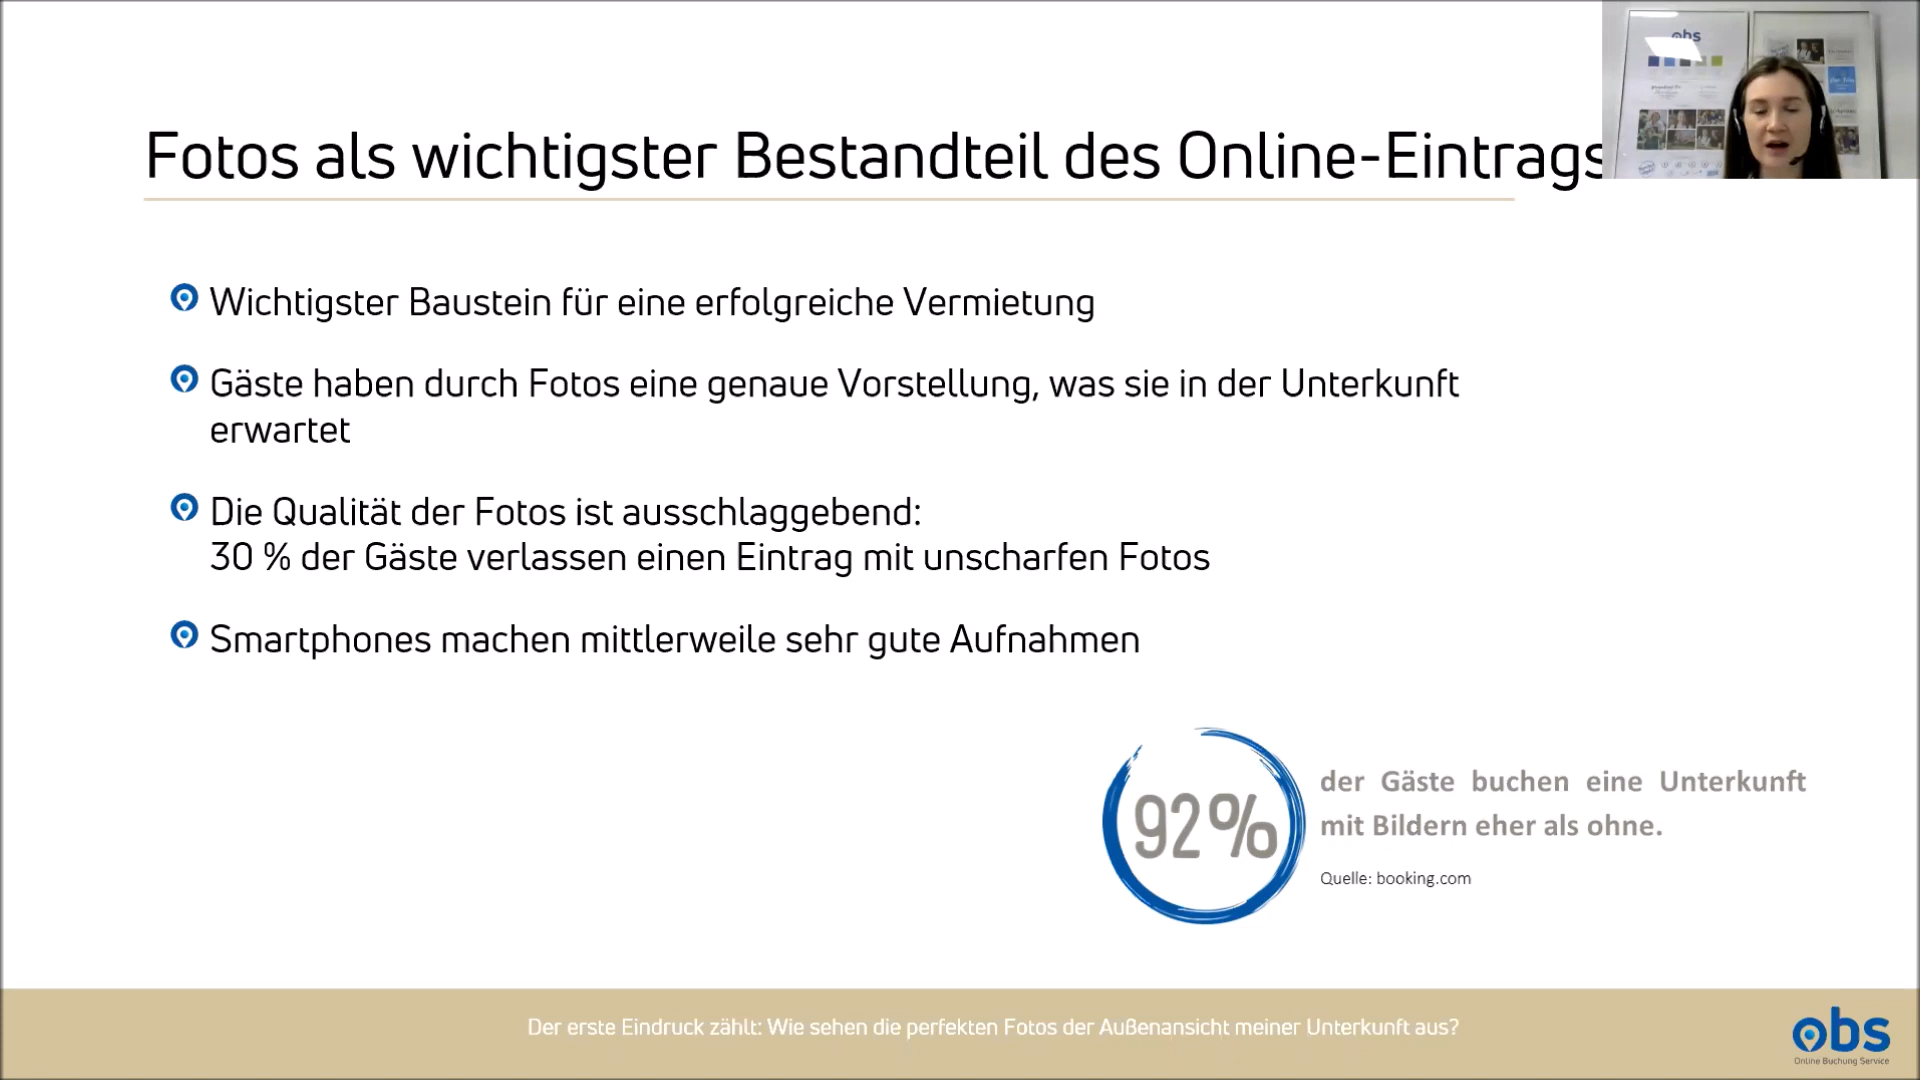 Fotos als wichtigster Bestandteil des Online-Eintrags
obs
Wichtigster Baustein für eine erfolgreiche Vermietung
Gäste haben durch Fotos eine genaue Vorstellung, was sie in der Unterkunft
erwartet
Die Qualität der Fotos ist ausschlaggebend:
30 % der Gäste verlassen einen Eintrag mit unscharfen Fotos
Smartphones machen mittlerweile sehr gute Aufnahmen
92%
der Gäste buchen eine Unterkunft
mit Bildern eher als ohne.
Quelle: booking.com
Der erste Eindruck zählt: Wie sehen die perfekten Fotos der Außenansicht meiner Unterkunft aus?
obs
Online Buchung Service